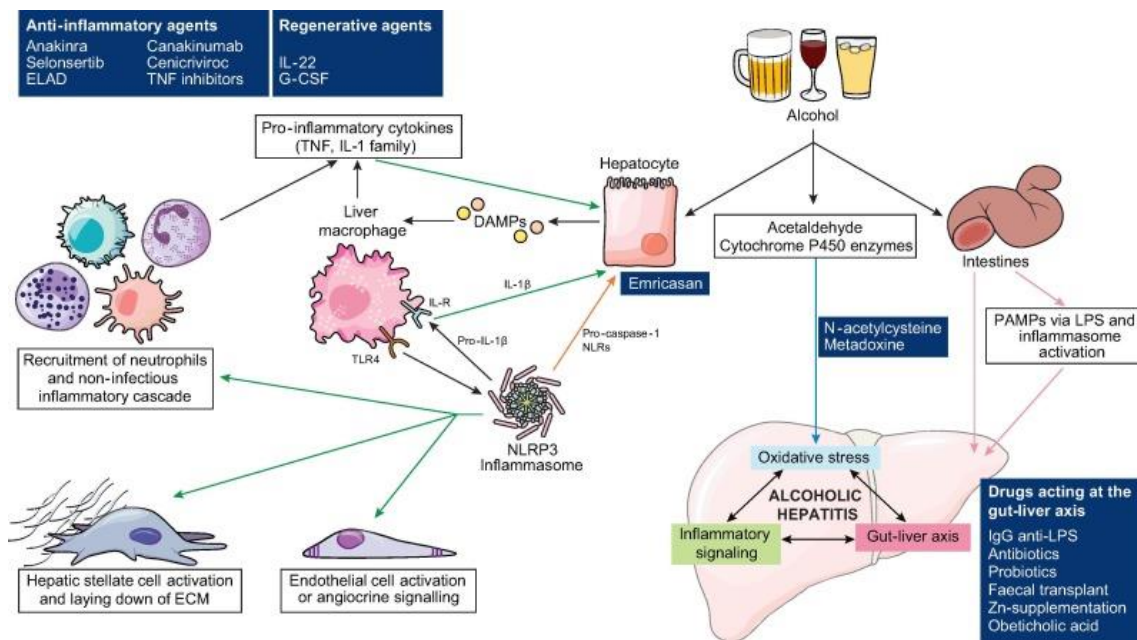 Anti-inflammatory agents
Anakinra
Canakinumab
Selonsertib
Cenicriviroc
ELAD
TNF inhibitors
Regenerative agents
IL-22
G-CSF
Alcohol
Pro-inflammatory cytokines
(TNF, IL-1 family)
Hepatocyte
Liver
macrophage
DAMPs
Acetaldehyde
Cytochrome P450 enzymes
Intestines
Emricasan
IL-R
IL-1β
Pro-caspase-1
NLRs
Pro-IL-1β
TLR4
N-acetylcysteine
Metadoxine
PAMPs via LPS and
inflammasome
activation
Recruitment of neutrophils
and non-infectious
inflammatory cascade
NLRP3
Inflammasome
Oxidative stress
ALCOHOLIC
HEPATITIS
Inflammatory
signaling
Gut-liver axis
Drugs acting at the
gut-liver axis
IgG anti-LPS
Antibiotics
Probiotics
Faecal transplant
Zn-supplementation
Obeticholic acid
Hepatic stellate cell activation
and laying down of ECM
Endothelial cell activation
or angiocrine signalling